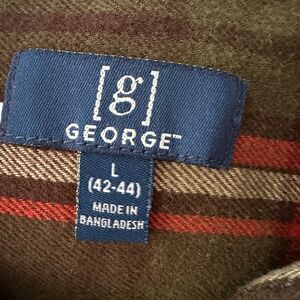 [g]
GEORGE™
L
(42-44)
MADE IN
BANGLADESH